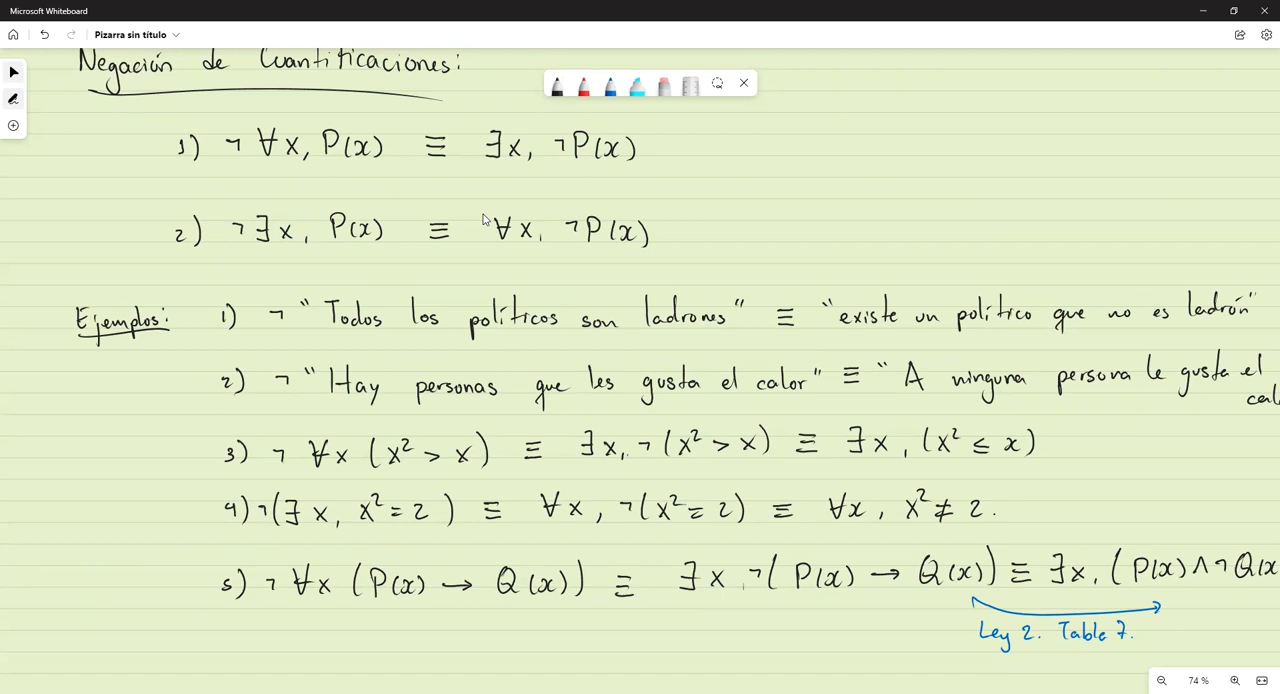 Microsoft Whiteboard
Pizarra sin título
Negación de Cuantificaciones:
1) ¬ ∀x, P(x) ≡ ∃x, ¬P(x)
2) ¬∃x, P(x) ≡ ∀x, ¬P(x)
Ejemplos: 1) ¬ "Todos los políticos son ladrones" ≡ "existe un político que no es ladrón"
2) ¬ "Hay personas que les gusta el calor" ≡ "A ninguna persona le gusta el
cal
3) ¬ ∀x (x² > x) ≡ ∃x, ¬(x² > x) ≡ ∃x, (x² ≤ x)
4) ¬(∃x, x² = 2) ≡ ∀x, ¬(x² = 2) ≡ ∀x, x² ≠ 2.
5) ¬ ∀x (P(x) → Q(x)) ≡ ∃x, ¬(P(x) → Q(x)) ≡ ∃x, (P(x) ∧ ¬Q(x
Ley 2. Table 7.
74 %